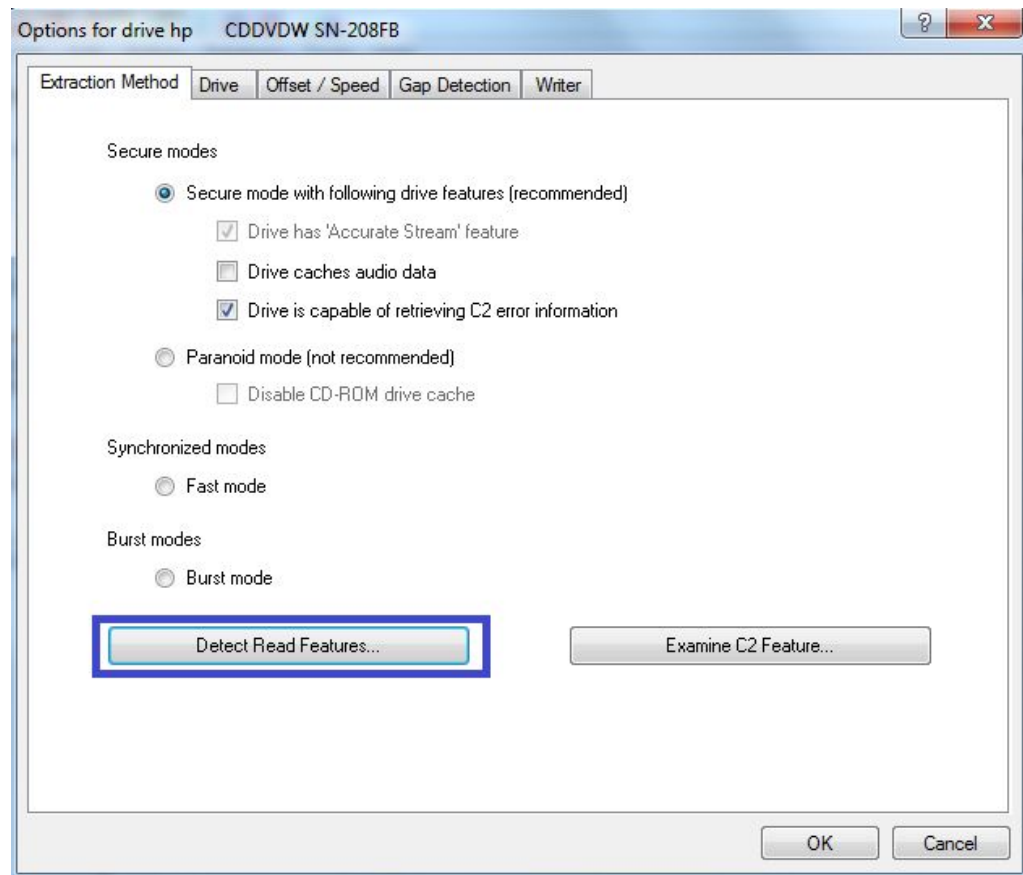 Options for drive hp CDDVDW SN-208FB
Extraction Method Drive Offset / Speed Gap Detection Writer
Secure modes
Secure mode with following drive features (recommended)
Drive has 'Accurate Stream' feature
Drive caches audio data
Drive is capable of retrieving C2 error information
Paranoid mode (not recommended)
Disable CD-ROM drive cache
Synchronized modes
Fast mode
Burst modes
Burst mode
Detect Read Features... Examine C2 Feature...
OK Cancel